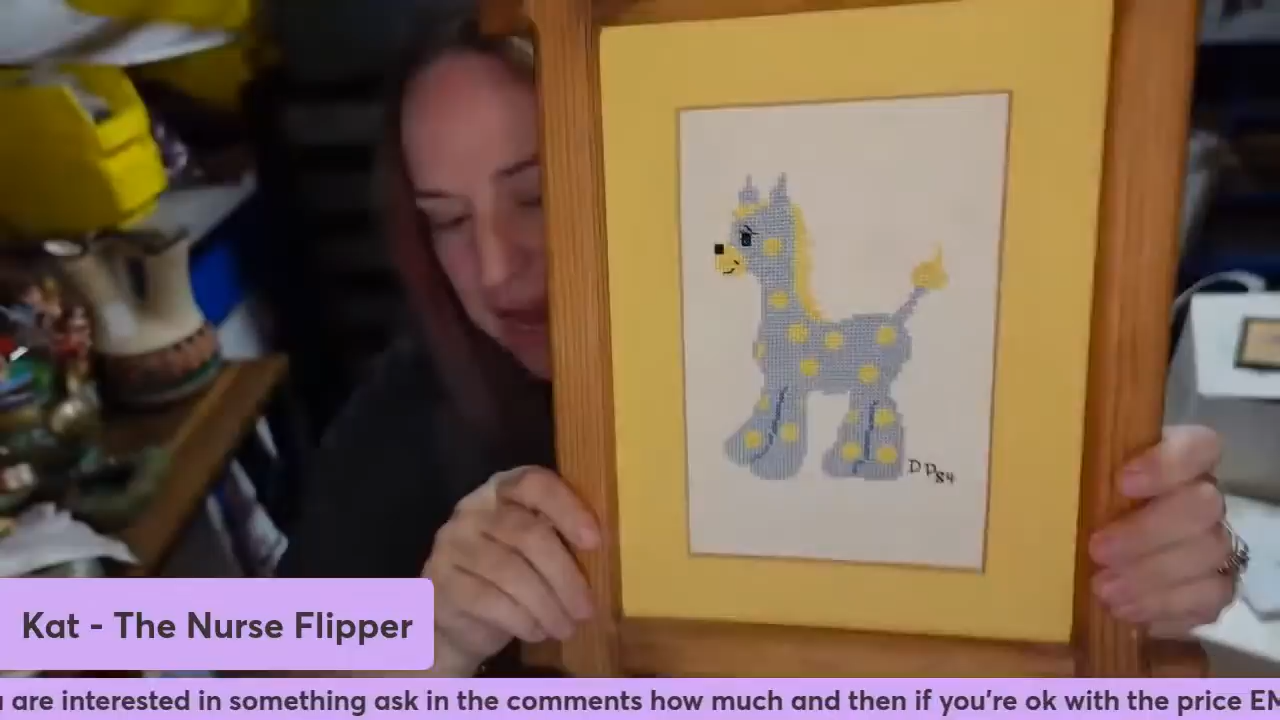 D P84
Kat - The Nurse Flipper
are interested in something ask in the comments how much and then if you're ok with the price